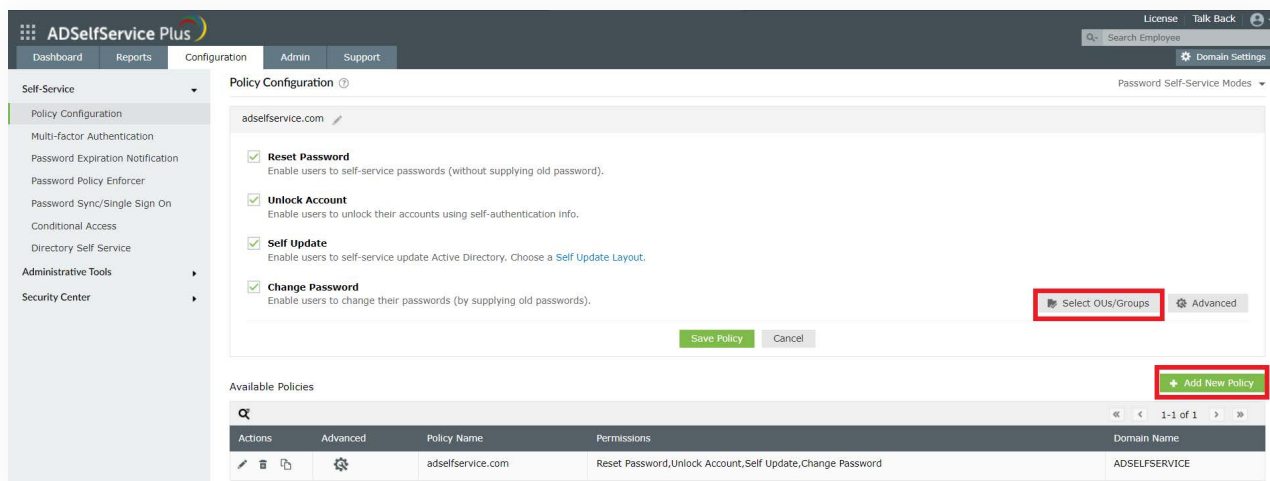 License Talk Back
ADSelfService Plus
Search Employee
Dashboard Reports Configuration Admin Support
Domain Settings
Self-Service
Policy Configuration
Multi-factor Authentication
Password Expiration Notification
Password Policy Enforcer
Password Sync/Single Sign On
Conditional Access
Directory Self Service
Administrative Tools
Security Center
Policy Configuration
Password Self-Service Modes
adselfservice.com
Reset Password
Enable users to self-service passwords (without supplying old password).
Unlock Account
Enable users to unlock their accounts using self-authentication info.
Self Update
Enable users to self-service update Active Directory. Choose a Self Update Layout.
Change Password
Enable users to change their passwords (by supplying old passwords).
Select OUs/Groups Advanced
Save Policy Cancel
Available Policies
+ Add New Policy
1-1 of 1
Actions Advanced Policy Name Permissions Domain Name
adselfservice.com Reset Password,Unlock Account,Self Update,Change Password ADSELFSERVICE